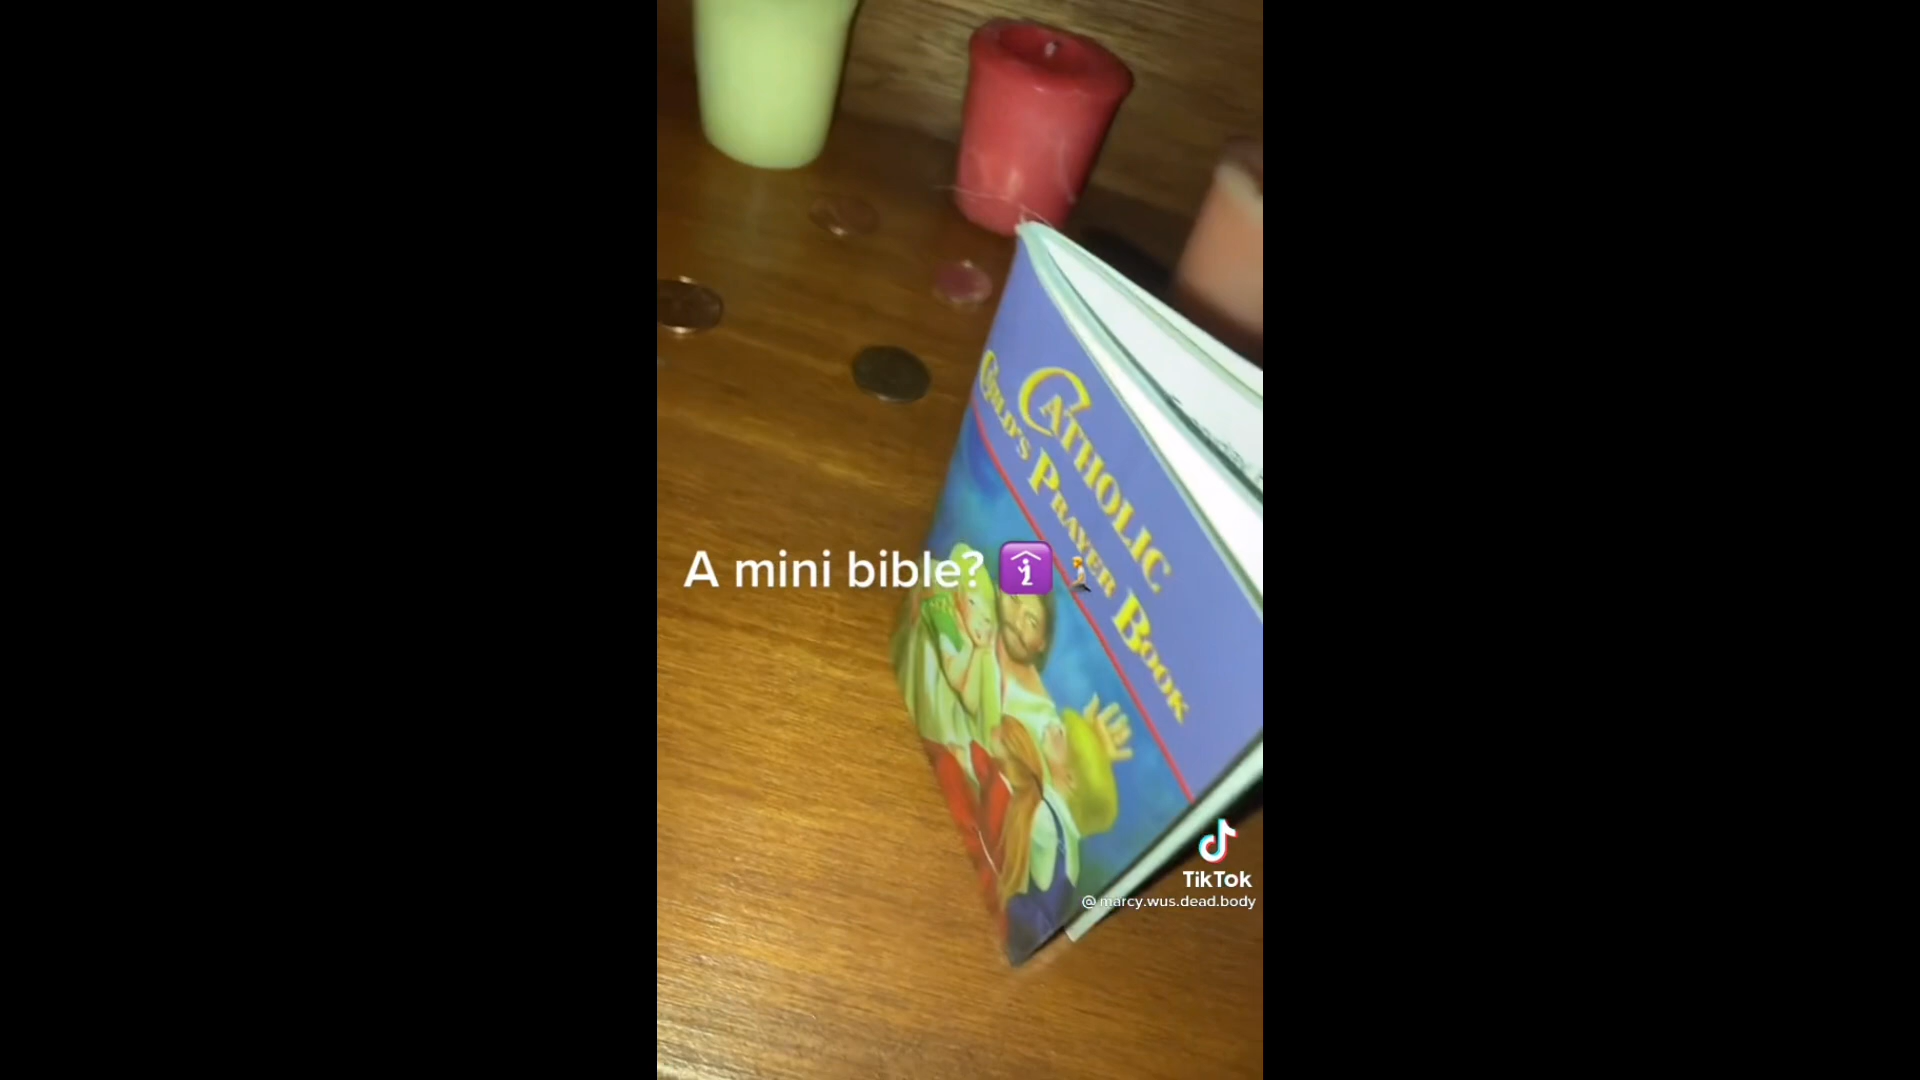 CATHOLIC
CHILD'S PRAYER BOOK
A mini bible? 🛐 🧎
TikTok
@marcy.wus.dead.body